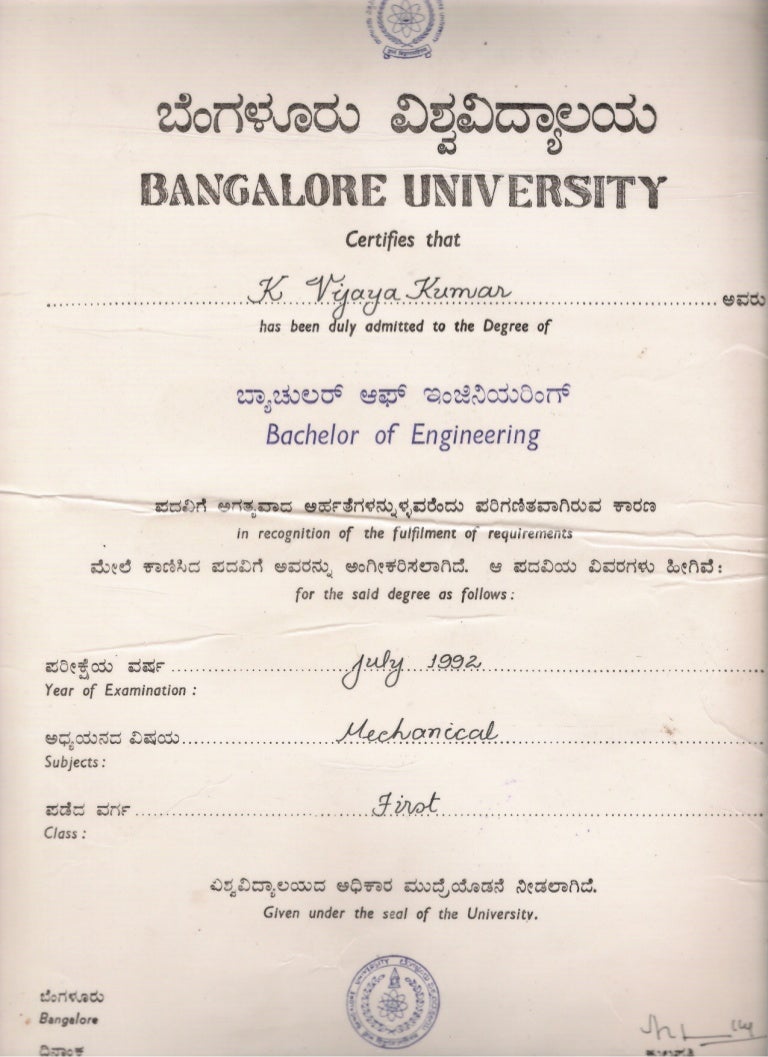 ಬೆಂಗಳೂರು ವಿಶ್ವವಿದ್ಯಾಲಯ
BANGALORE UNIVERSITY
Certifies that
K Vijaya Kumar ಅವರು
has been duly admitted to the Degree of
ಬ್ಯಾಚುಲರ್ ಆಫ್ ಇಂಜಿನಿಯರಿಂಗ್
Bachelor of Engineering
ಪದವಿಗೆ ಅಗತ್ಯವಾದ ಅರ್ಹತೆಗಳನ್ನುಳ್ಳವರೆಂದು ಪರಿಗಣಿತವಾಗಿರುವ ಕಾರಣ
in recognition of the fulfilment of requirements
ಮೇಲೆ ಕಾಣಿಸಿದ ಪದವಿಗೆ ಅವರನ್ನು ಅಂಗೀಕರಿಸಲಾಗಿದೆ. ಆ ಪದವಿಯ ವಿವರಗಳು ಹೀಗಿವೆ:
for the said degree as follows:
ಪರೀಕ್ಷೆಯ ವರ್ಷ July 1992
Year of Examination:
ಅಧ್ಯಯನದ ವಿಷಯ Mechanical
Subjects:
ಪಡೆದ ವರ್ಗ First
Class:
ವಿಶ್ವವಿದ್ಯಾಲಯದ ಅಧಿಕಾರ ಮುದ್ರೆಯೊಡನೆ ನೀಡಲಾಗಿದೆ.
Given under the seal of the University.
ಬೆಂಗಳೂರು
Bangalore
ದಿನಾಂಕ